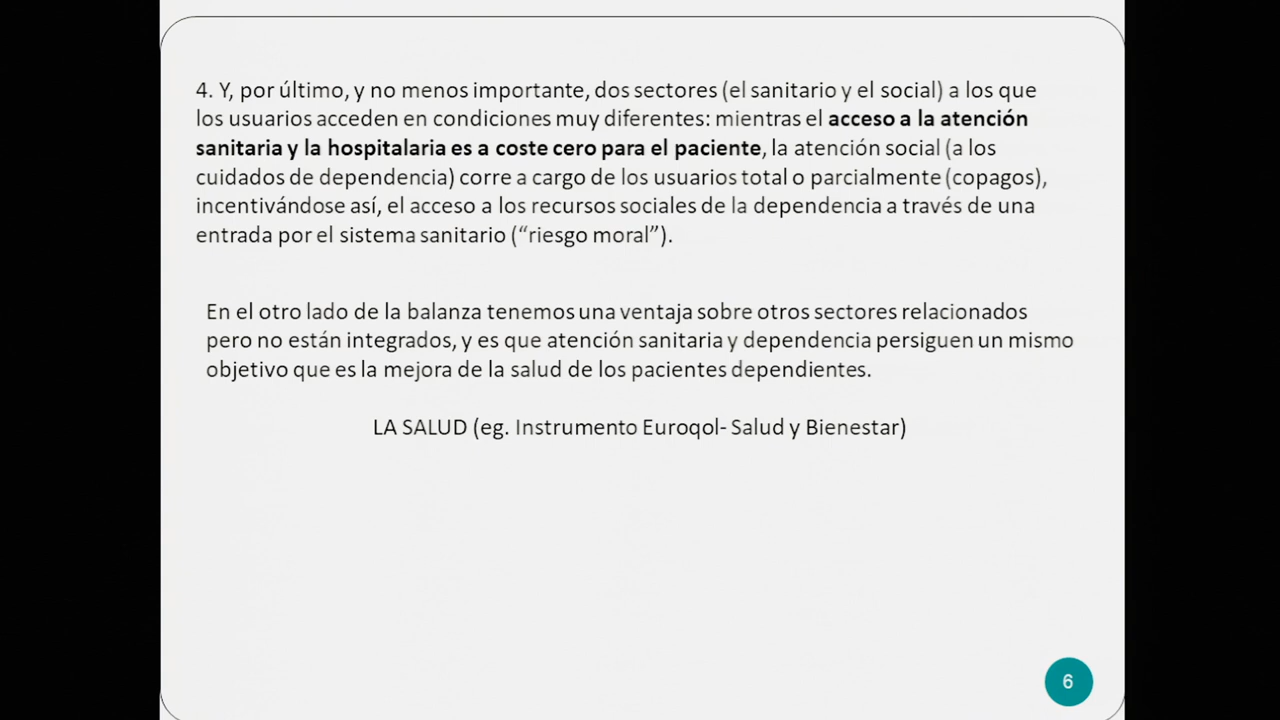 4. Y, por último, y no menos importante, dos sectores (el sanitario y el social) a los que
los usuarios acceden en condiciones muy diferentes: mientras el acceso a la atención
sanitaria y la hospitalaria es a coste cero para el paciente, la atención social (a los
cuidados de dependencia) corre a cargo de los usuarios total o parcialmente (copagos),
incentivándose así, el acceso a los recursos sociales de la dependencia a través de una
entrada por el sistema sanitario (“riesgo moral”).
En el otro lado de la balanza tenemos una ventaja sobre otros sectores relacionados
pero no están integrados, y es que atención sanitaria y dependencia persiguen un mismo
objetivo que es la mejora de la salud de los pacientes dependientes.
LA SALUD (eg. Instrumento Euroqol- Salud y Bienestar)
6